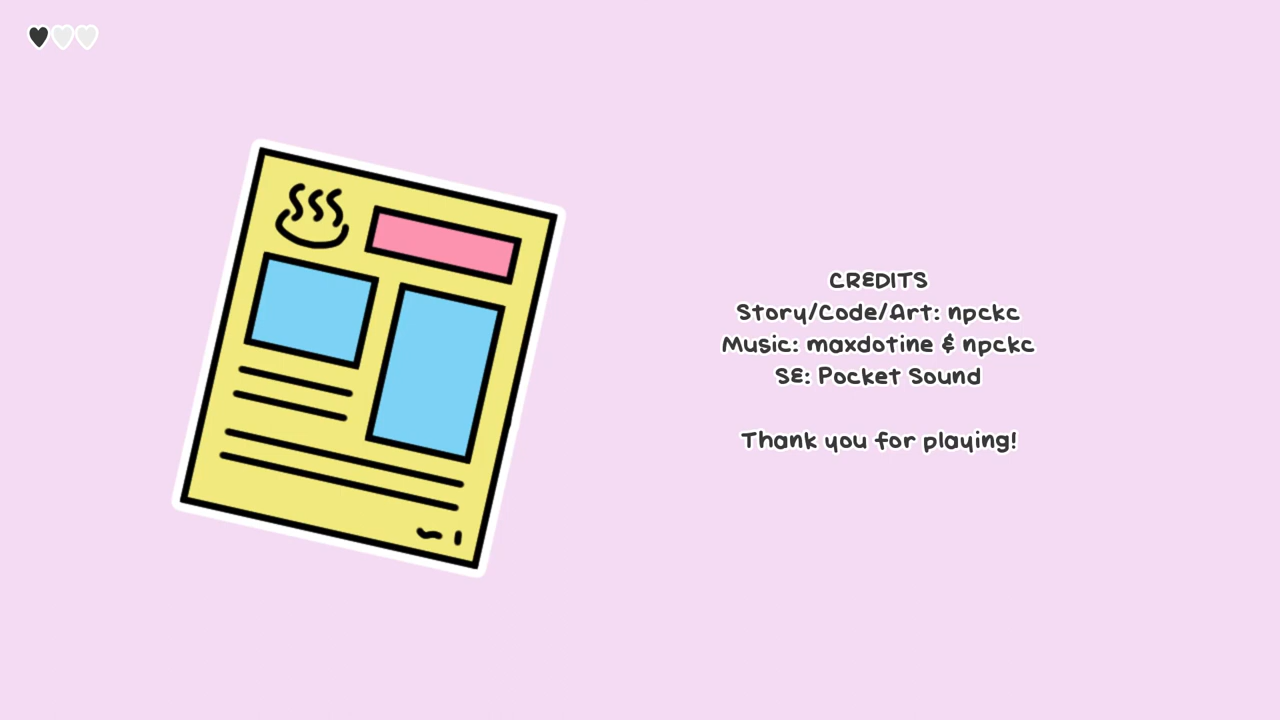 CREDITS
Story/Code/Art: npckc
Music: maxdotine & npckc
SE: Pocket Sound
Thank you for playing!